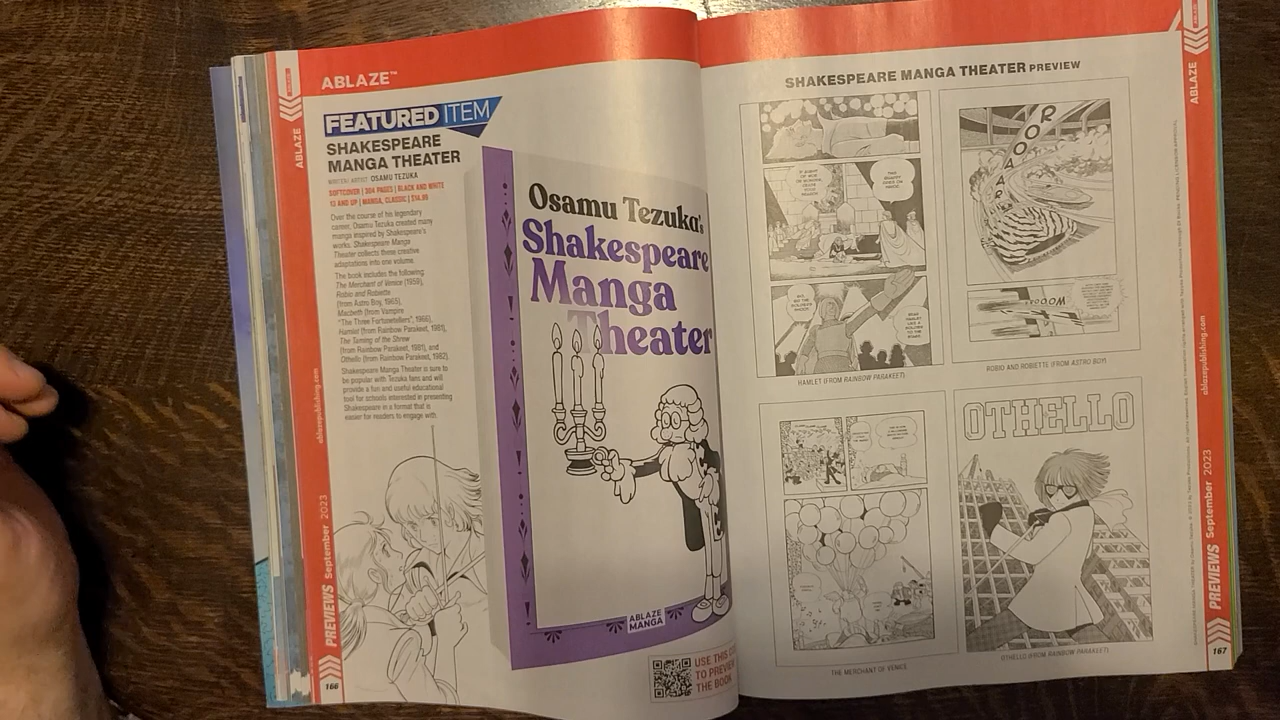 ABLAZE™
FEATURED ITEM
SHAKESPEARE
MANGA THEATER
WRITER/ ARTIST: OSAMU TEZUKA
SOFTCOVER | 304 PAGES | BLACK AND WHITE
13 AND UP | MANGA, CLASSIC | $14.99
Over the course of his legendary
career, Osamu Tezuka created many
manga inspired by Shakespeare's
works. Shakespeare Manga
Theater collects these creative
adaptations into one volume.
The book includes the following
The Merchant of Venice (1959),
Robio and Robiette
(from Astro Boy, 1965),
Macbeth (from Vampire
"The Three Fortunetellers", 1966),
Hamlet (from Rainbow Parakeet, 1981),
The Taming of the Shrew
(from Rainbow Parakeet, 1981), and
Othello (from Rainbow Parakeet, 1982).
Shakespeare Manga Theater is sure to
be popular with Tezuka fans and will
provide a fun and useful educational
tool for schools interested in presenting
Shakespeare in a format that is
easier for readers to engage with.
ABLAZE
ablazepublishing.com
PREVIEWS September 2023
166
Osamu Tezuka's
Shakespeare
Manga
Theater
ABLAZE
MANGA
USE THIS
TO PREVIEW
THE BOOK
SHAKESPEARE MANGA THEATER PREVIEW
HAMLET (FROM RAINBOW PARAKEET)
ROOOAR
ROBIO AND ROBIETTE (FROM ASTRO BOY)
THE MERCHANT OF VENICE
OTHELLO
OTHELLO (FROM RAINBOW PARAKEET)
ABLAZE
ablazepublishing.com
PREVIEWS September 2023
167